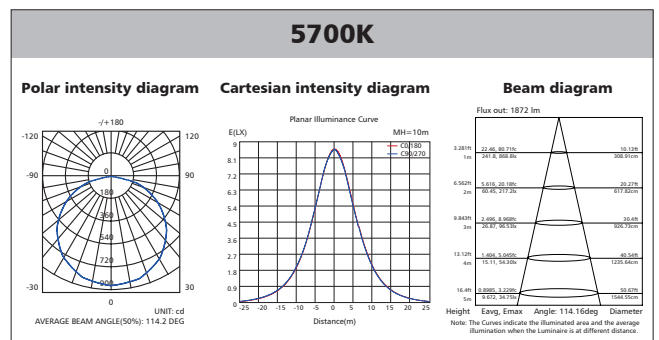 5700K
Polar intensity diagram
-/+180
-120
120
-90
90
0
180
360
540
720
900
-30
30
0
UNIT: cd
AVERAGE BEAM ANGLE(50%): 114.2 DEG
Cartesian intensity diagram
Planar Illuminance Curve
E(LX)
MH=10m
C0/180
C90/270
9
8.1
7.2
6.3
5.4
4.5
3.6
2.7
1.8
0.9
0
-25 -20 -15 -10 -5 0 5 10 15 20 25
Distance(m)
Beam diagram
Flux out: 1872 lm
3.281ft 22.46, 80.71fc 10.13ft
1m 241.8, 868.8lx 308.91cm
6.562ft 5.616, 20.18fc 20.27ft
2m 60.45, 217.2lx 617.82cm
9.843ft 2.496, 8.968fc 30.4ft
3m 26.87, 96.53lx 926.73cm
13.12ft 1.404, 5.045fc 40.54ft
4m 15.11, 54.30lx 1235.64cm
16.4ft 0.8985, 3.229fc 50.67ft
5m 9.672, 34.75lx 1544.55cm
Height Eavg, Emax Angle: 114.16deg Diameter
Note: The Curves indicate the illuminated area and the average
illumination when the Luminaire is at different distance.